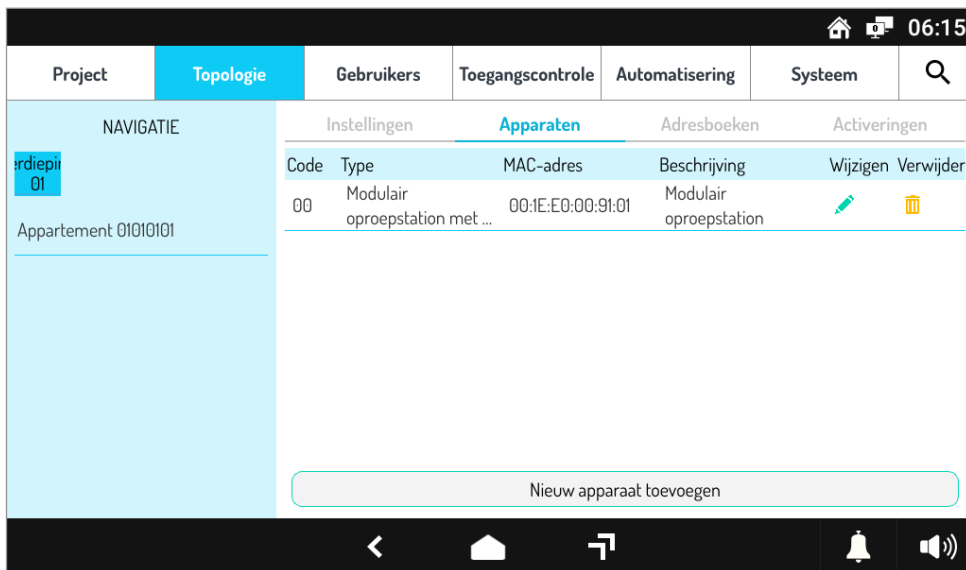 0
06:15
Project Topologie Gebruikers Toegangscontrole Automatisering Systeem
NAVIGATIE
Instellingen Apparaten Adresboeken Activeringen
01
Appartement 01010101
Code Type MAC-adres Beschrijving Wijzigen Verwijder
00 Modulair oproepstation met ... 00:1E:E0:00:91:01 Modulair oproepstation
Nieuw apparaat toevoegen